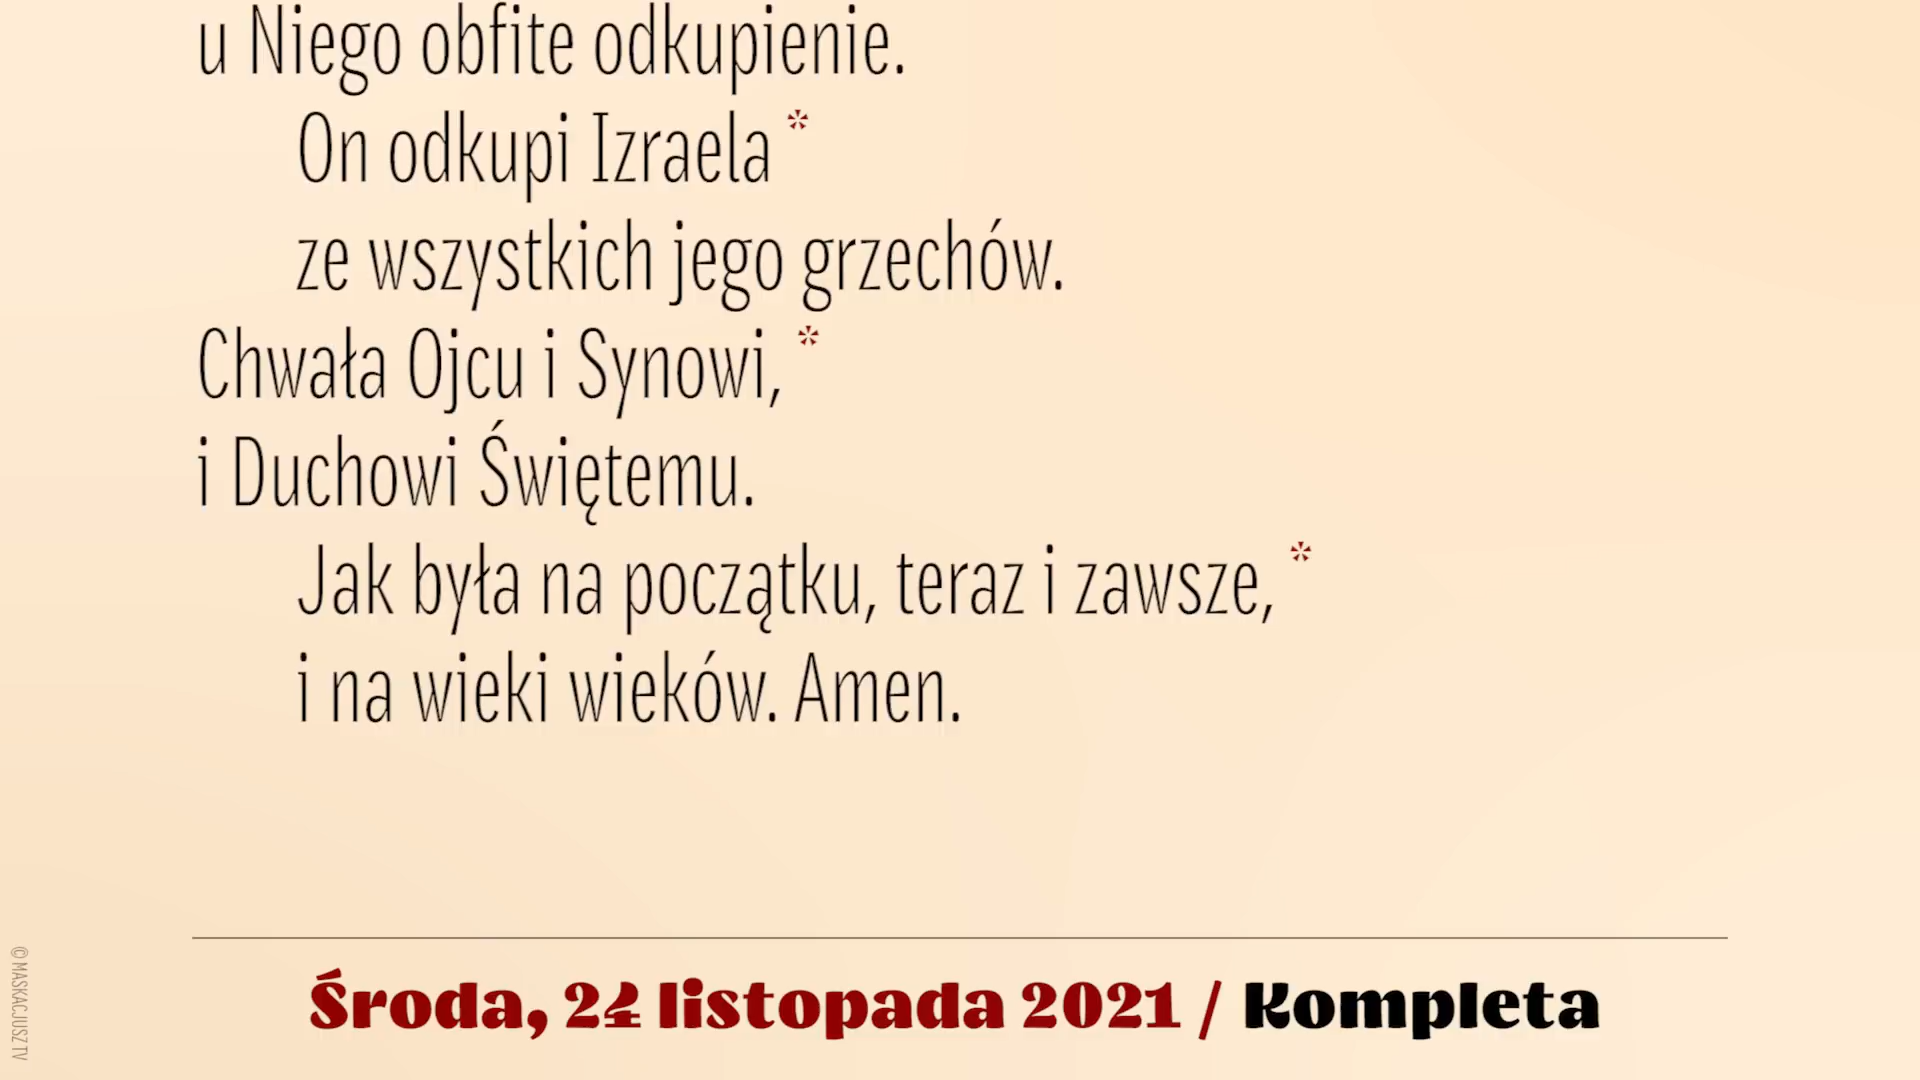 u Niego obfite odkupienie.
On odkupi Izraela *
ze wszystkich jego grzechów.
Chwała Ojcu i Synowi, *
i Duchowi Świętemu.
Jak była na początku, teraz i zawsze, *
i na wieki wieków. Amen.
Środa, 24 listopada 2021 / Kompleta
© MASKACJUSZ TV